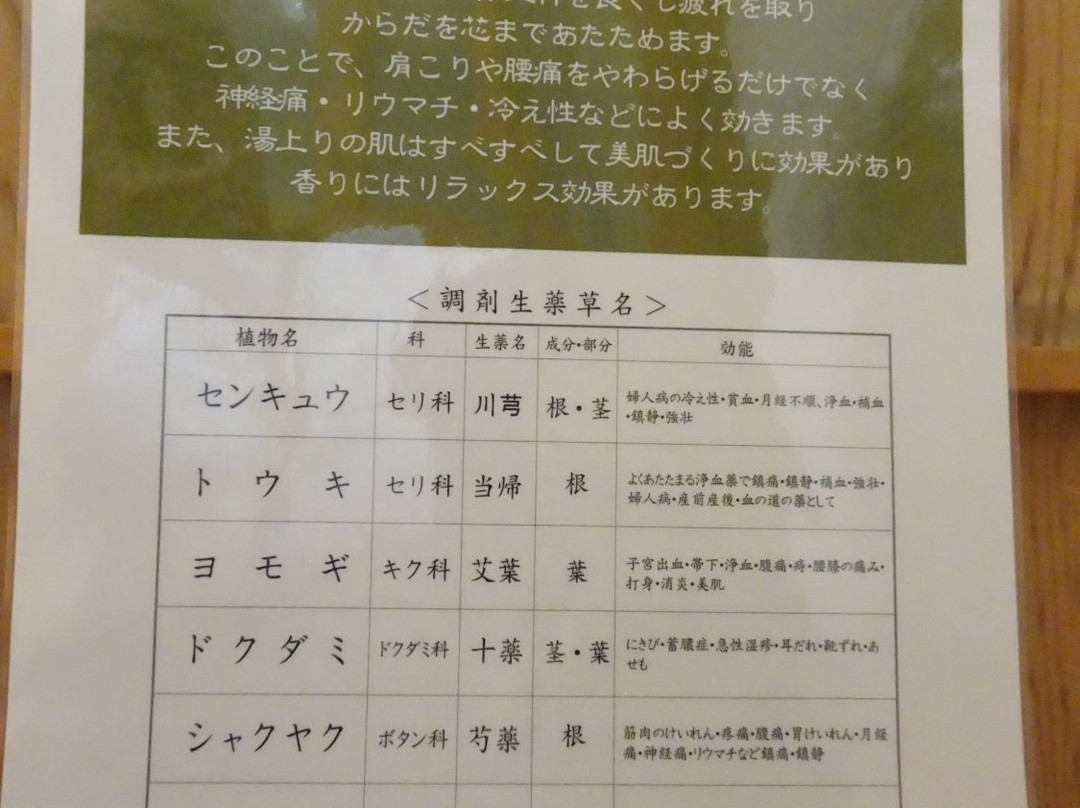 良くし疲れを取り
からだを芯まであたためます。
このことで、肩こりや腰痛をやわらげるだけでなく
神経痛・リウマチ・冷え性などによく効きます。
また、湯上りの肌はすべすべして美肌づくりに効果があり
香りにはリラックス効果があります。
＜調剤生薬草名＞
植物名 科 生薬名 成分・部分 効能
センキュウ セリ科 川芎 根・茎 婦人病の冷え性・貧血・月経不順、浄血・補血
・鎮静・強壮
トウキ セリ科 当帰 根 よくあたたまる浄血薬で鎮痛・鎮静・補血・強壮・
婦人病・産前産後・血の道の薬として
ヨモギ キク科 艾葉 葉 子宮出血・帯下・浄血・腹痛・痔・腰膝の痛み・
打身・消炎・美肌
ドクダミ ドクダミ科 十薬 茎・葉 にきび・蓄膿症・急性湿疹・耳だれ・靴ずれ・あ
せも
シャクヤク ボタン科 芍薬 根 筋肉のけいれん・疼痛・腹痛・胃けいれん・月経
痛・神経痛・リウマチなど鎮痛・鎮静